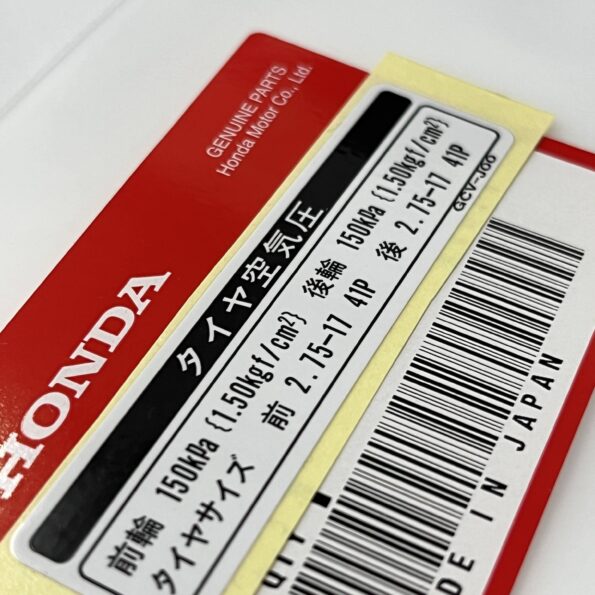 GENUINE PARTS
Honda Motor Co., Ltd.
HONDA
タイヤ空気圧
前輪 150kPa {1.50kgf/cm²} 後輪 150kPa {1.50kgf/cm²}
タイヤサイズ 前 2.75-17 41P 後 2.75-17 41P
GCV-J00
DE IN JAPAN